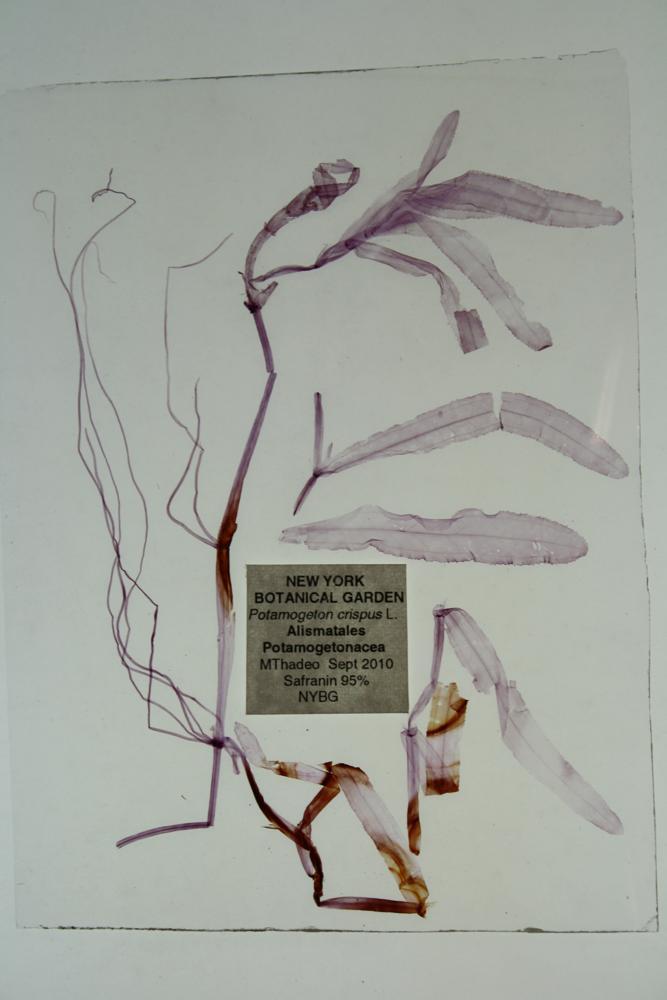 NEW YORK
BOTANICAL GARDEN
Potamogeton crispus L.
Alismatales
Potamogetonacea
MThadeo Sept 2010
Safranin 95%
NYBG